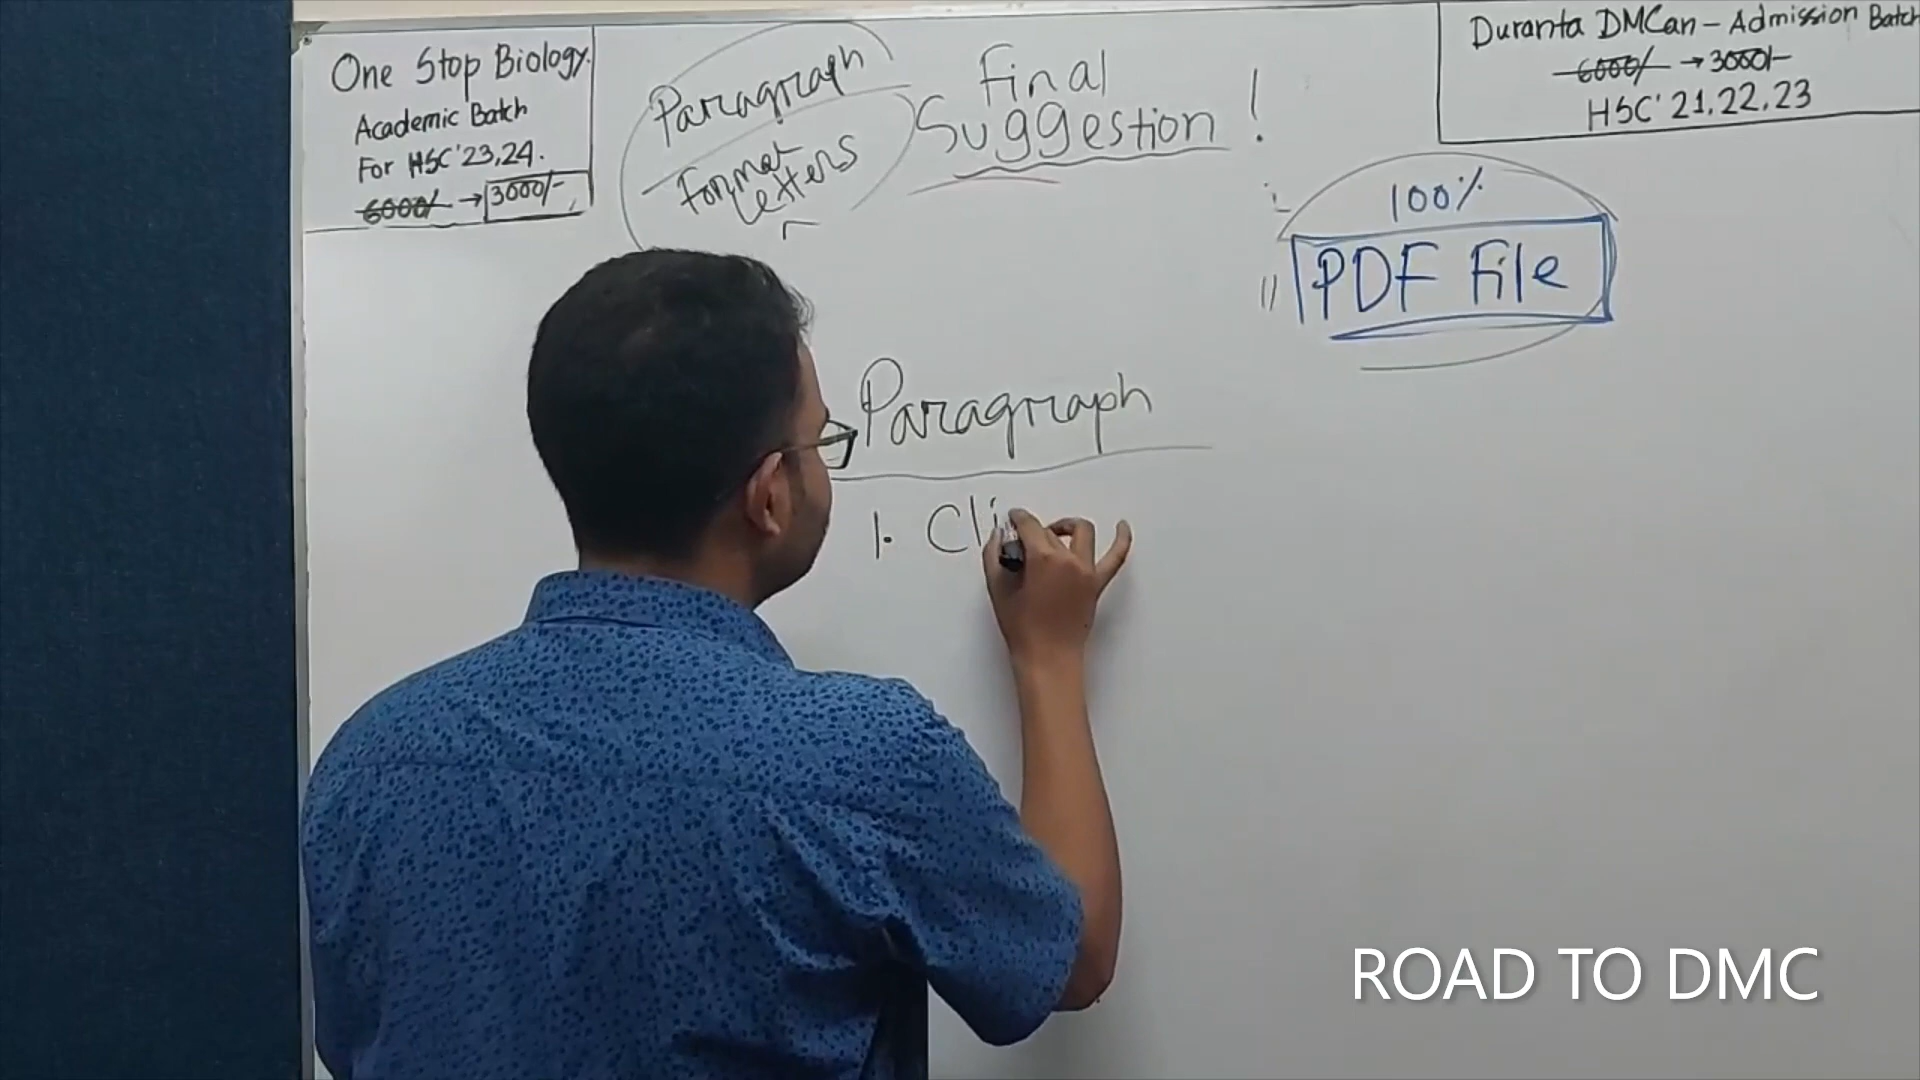 One Stop Biology.
Academic Batch
For HSC'23,24.
6000/- → 3000/-
Paragraph
Formal
Letters
Final
Suggestion !
Duranta DMCan - Admission Batch
6000/- → 3000/-
HSC'21,22,23
100%
PDF File
Paragraph
1. Cli
ROAD TO DMC